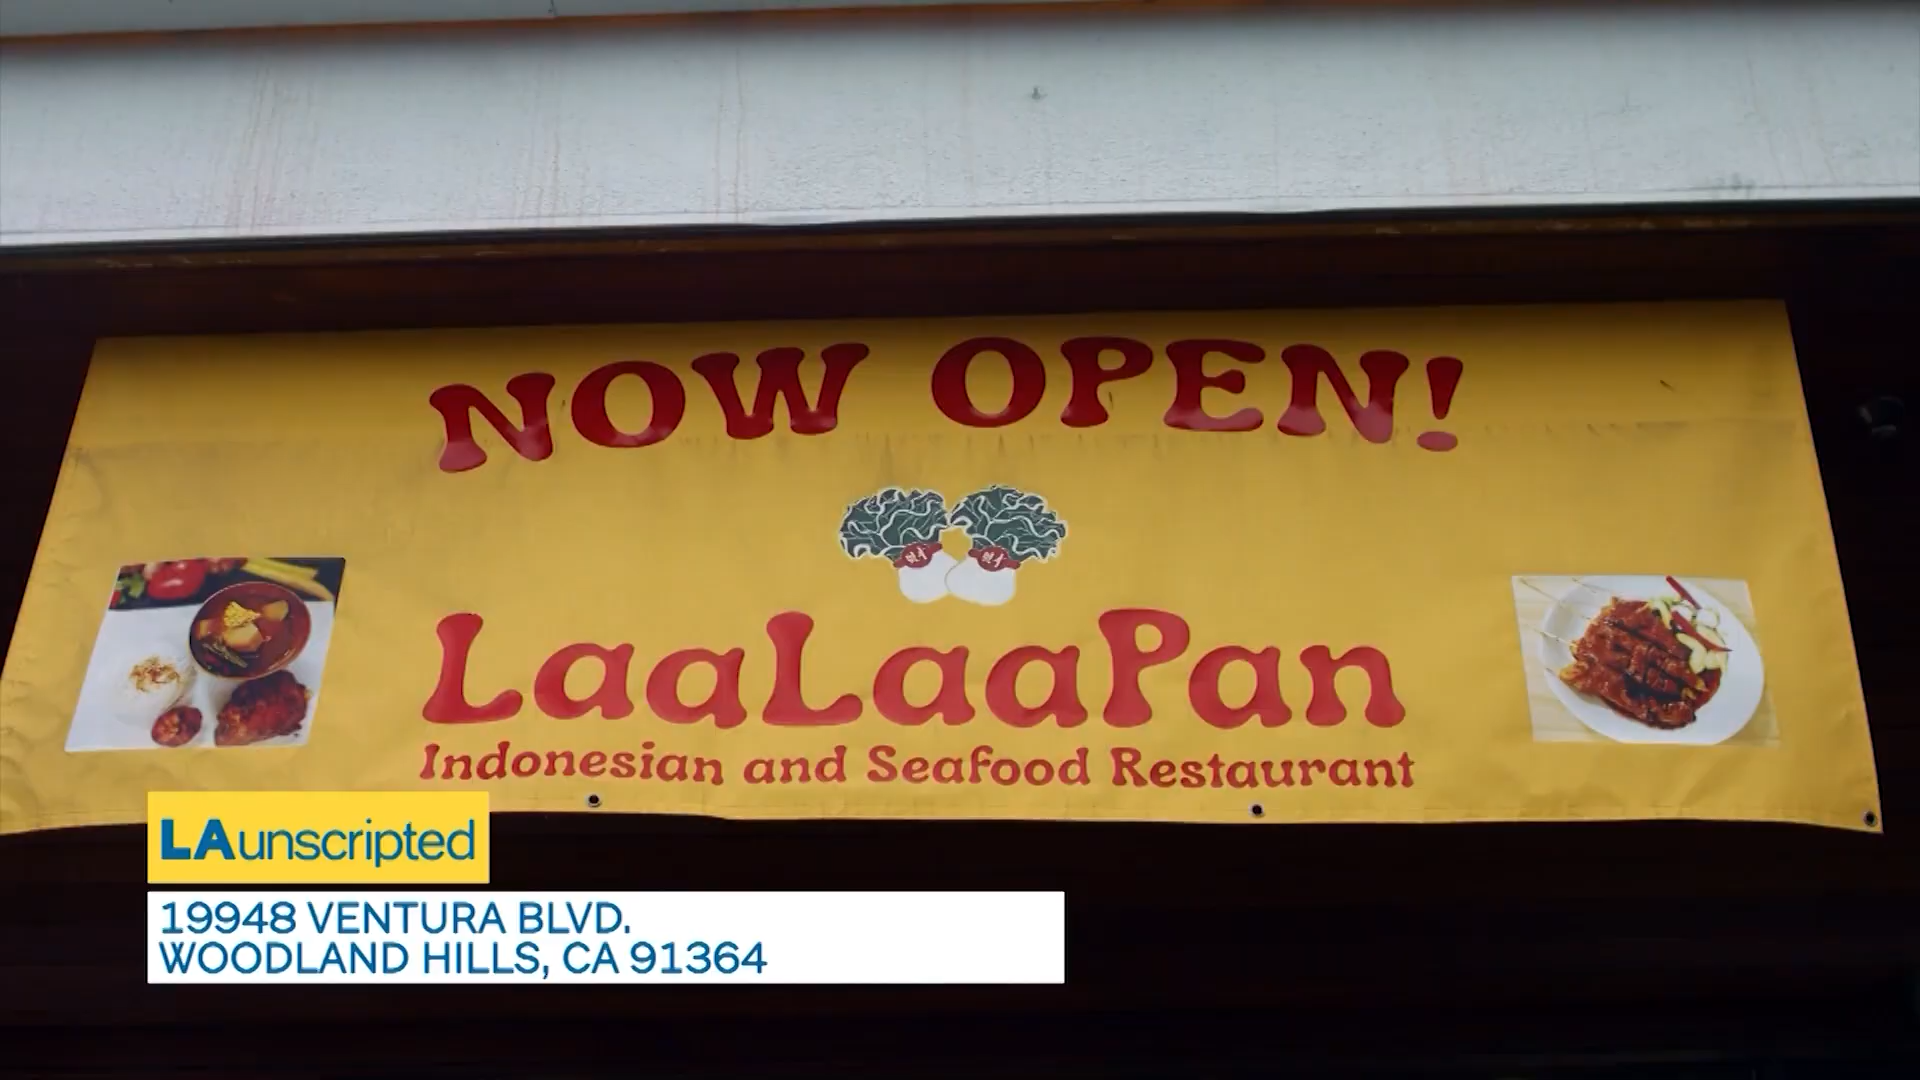 NOW OPEN!
LaaLaaPan
Indonesian and Seafood Restaurant
LAunscripted
19948 VENTURA BLVD.
WOODLAND HILLS, CA 91364